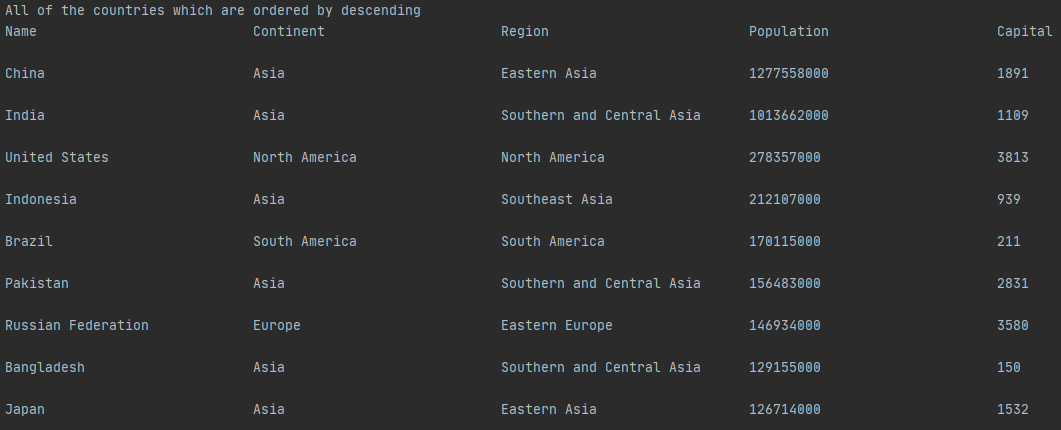 All of the countries which are ordered by descending
Name Continent Region Population Capital
China Asia Eastern Asia 1277558000 1891
India Asia Southern and Central Asia 1013662000 1109
United States North America North America 278357000 3813
Indonesia Asia Southeast Asia 212107000 939
Brazil South America South America 170115000 211
Pakistan Asia Southern and Central Asia 156483000 2831
Russian Federation Europe Eastern Europe 146934000 3580
Bangladesh Asia Southern and Central Asia 129155000 150
Japan Asia Eastern Asia 126714000 1532